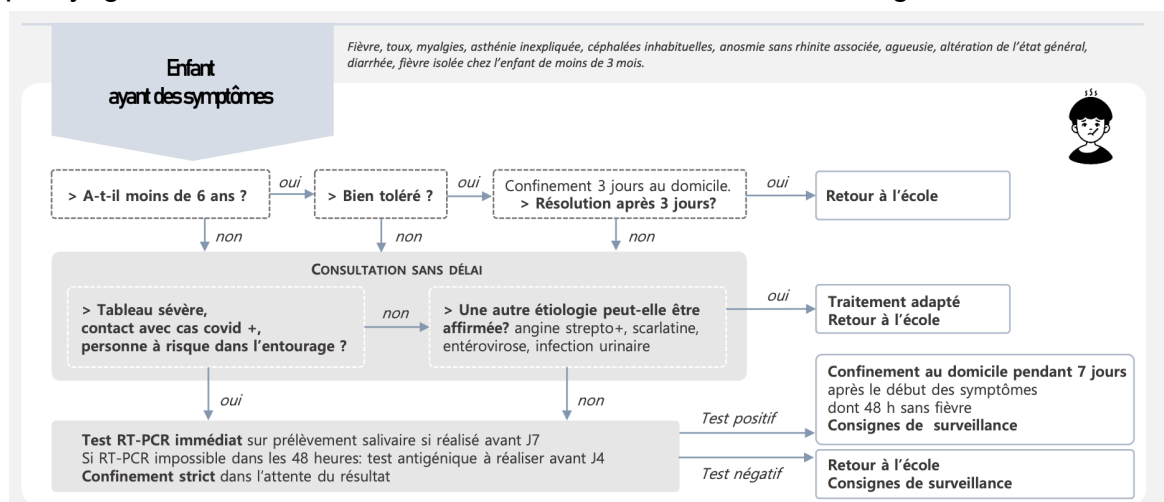 Fièvre, toux, myalgies, asthénie inexpliquée, céphalées inhabituelles, anosmie sans rhinite associée, agueusie, altération de l'état général,
diarrhée, fièvre isolée chez l'enfant de moins de 3 mois.
Enfant
ayant des symptômes
> A-t-il moins de 6 ans ?
oui
> Bien toléré ?
oui
Confinement 3 jours au domicile.
> Résolution après 3 jours?
oui
Retour à l'école
non
non
non
CONSULTATION SANS DÉLAI
> Tableau sévère,
contact avec cas covid +,
personne à risque dans l'entourage ?
non
> Une autre étiologie peut-elle être
affirmée? angine strepto+, scarlatine,
entérovirose, infection urinaire
oui
Traitement adapté
Retour à l'école
oui
non
Test RT-PCR immédiat sur prélèvement salivaire si réalisé avant J7
Si RT-PCR impossible dans les 48 heures: test antigénique à réaliser avant J4
Confinement strict dans l'attente du résultat
Test positif
Confinement au domicile pendant 7 jours
après le début des symptômes
dont 48 h sans fièvre
Consignes de surveillance
Test négatif
Retour à l'école
Consignes de surveillance